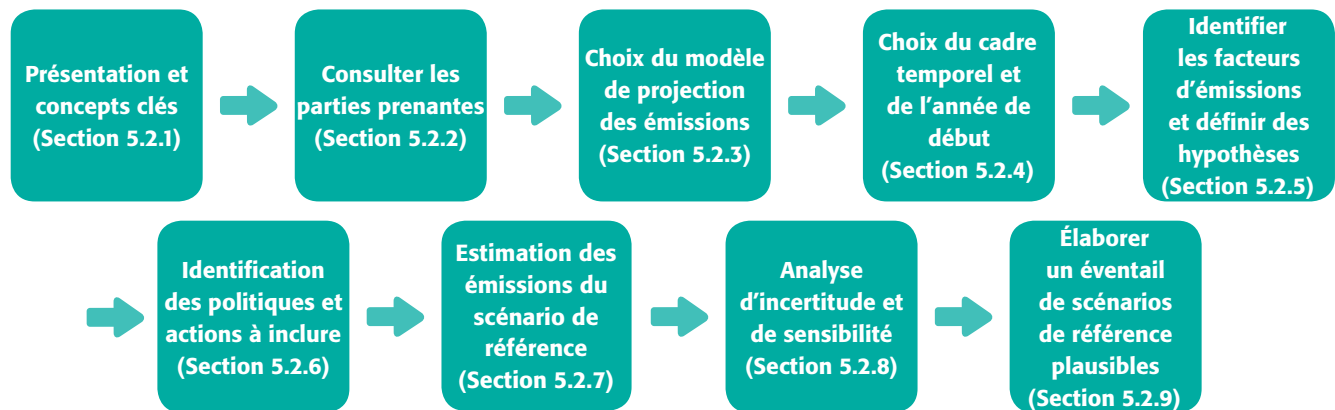 Présentation et
concepts clés
(Section 5.2.1)
Consulter les
parties prenantes
(Section 5.2.2)
Choix du modèle
de projection
des émissions
(Section 5.2.3)
Choix du cadre
temporel et
de l’année de
début
(Section 5.2.4)
Identifier
les facteurs
d’émissions
et définir des
hypothèses
(Section 5.2.5)
Identification
des politiques et
actions à inclure
(Section 5.2.6)
Estimation des
émissions du
scénario de
référence
(Section 5.2.7)
Analyse
d’incertitude et
de sensibilité
(Section 5.2.8)
Élaborer
un éventail
de scénarios
de référence
plausibles
(Section 5.2.9)